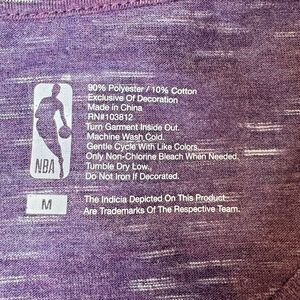 90% Polyester / 10% Cotton
Exclusive Of Decoration
Made in China
RN#103812
Turn Garment Inside Out.
Machine Wash Cold.
Gentle Cycle With Like Colors.
Only Non-Chlorine Bleach When Needed.
Tumble Dry Low.
Do Not Iron If Decorated.
NBA
M
The Indicia Depicted On This Product
Are Trademarks Of The Respective Team.